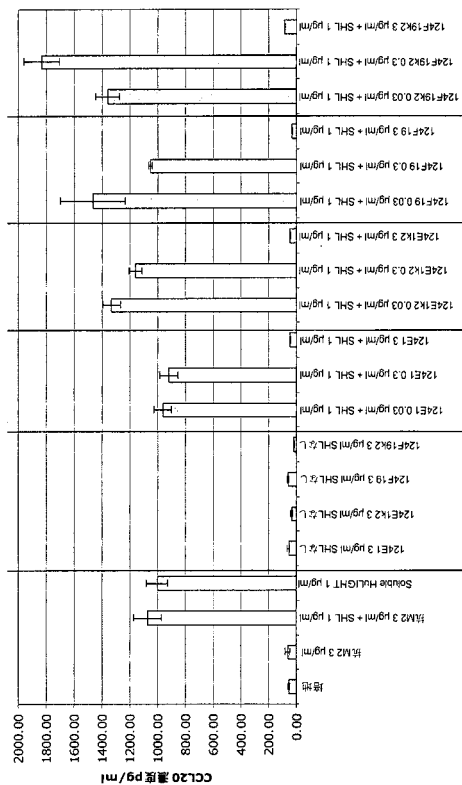 CCL20 濃度 pg/ml
2000.00
1800.00
1600.00
1400.00
1200.00
1000.00
800.00
600.00
400.00
200.00
0.00
培地
抗M2 3 µg/ml
抗M2 3 µg/ml + SHL 1 µg/ml
Soluble HuLIGHT 1 µg/ml
124E1 3 µg/ml SHLなし
124E1k2 3 µg/ml SHLなし
124F19 3 µg/ml SHLなし
124F19k2 3 µg/ml SHLなし
124E1 0.03 µg/ml + SHL 1 µg/ml
124E1 0.3 µg/ml + SHL 1 µg/ml
124E1 3 µg/ml + SHL 1 µg/ml
124E1k2 0.03 µg/ml + SHL 1 µg/ml
124E1k2 0.3 µg/ml + SHL 1 µg/ml
124E1k2 3 µg/ml + SHL 1 µg/ml
124F19 0.03 µg/ml + SHL 1 µg/ml
124F19 0.3 µg/ml + SHL 1 µg/ml
124F19 3 µg/ml + SHL 1 µg/ml
124F19k2 0.03 µg/ml + SHL 1 µg/ml
124F19k2 0.3 µg/ml + SHL 1 µg/ml
124F19k2 3 µg/ml + SHL 1 µg/ml